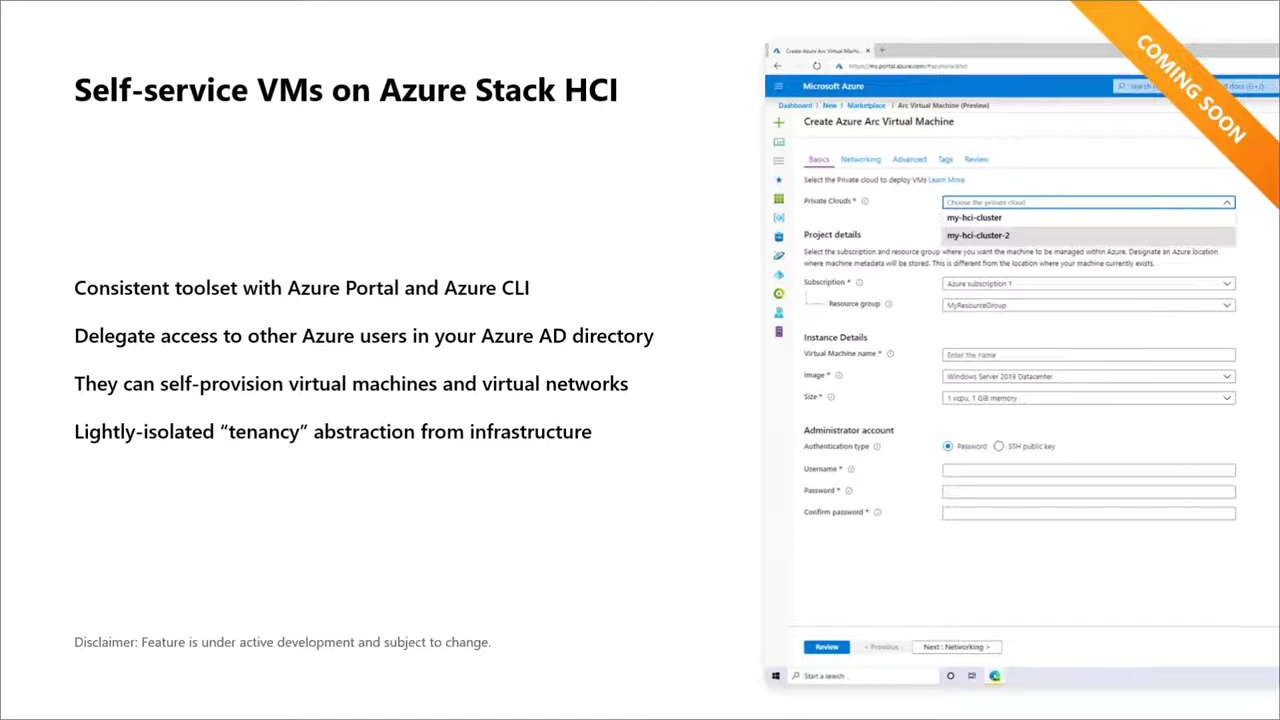 Self-service VMs on Azure Stack HCI
Consistent toolset with Azure Portal and Azure CLI
Delegate access to other Azure users in your Azure AD directory
They can self-provision virtual machines and virtual networks
Lightly-isolated “tenancy” abstraction from infrastructure
Disclaimer: Feature is under active development and subject to change.
COMING SOON
Create Azure Arc Virtual Machi...
Microsoft Azure
Dashboard > New > Marketplace > Arc Virtual Machine (Preview)
Create Azure Arc Virtual Machine
Basics Networking Advanced Tags Review
Select the Private cloud to deploy VMs Learn More
Private Clouds * Choose the private cloud
my-hci-cluster
my-hci-cluster-2
Project details
Select the subscription and resource group where you want the machine to be managed within Azure. Designate an Azure location
where machine metadata will be stored. This is different from the location where your machine currently exists.
Subscription * Azure subscription 1
Resource group MyResourceGroup
Instance Details
Virtual Machine name * Enter the name
Image * Windows Server 2019 Datacenter
Size * 1 vcpu, 1 GiB memory
Administrator account
Authentication type Password SSH public key
Username *
Password *
Confirm password *
Review < Previous Next : Networking >
Start a search